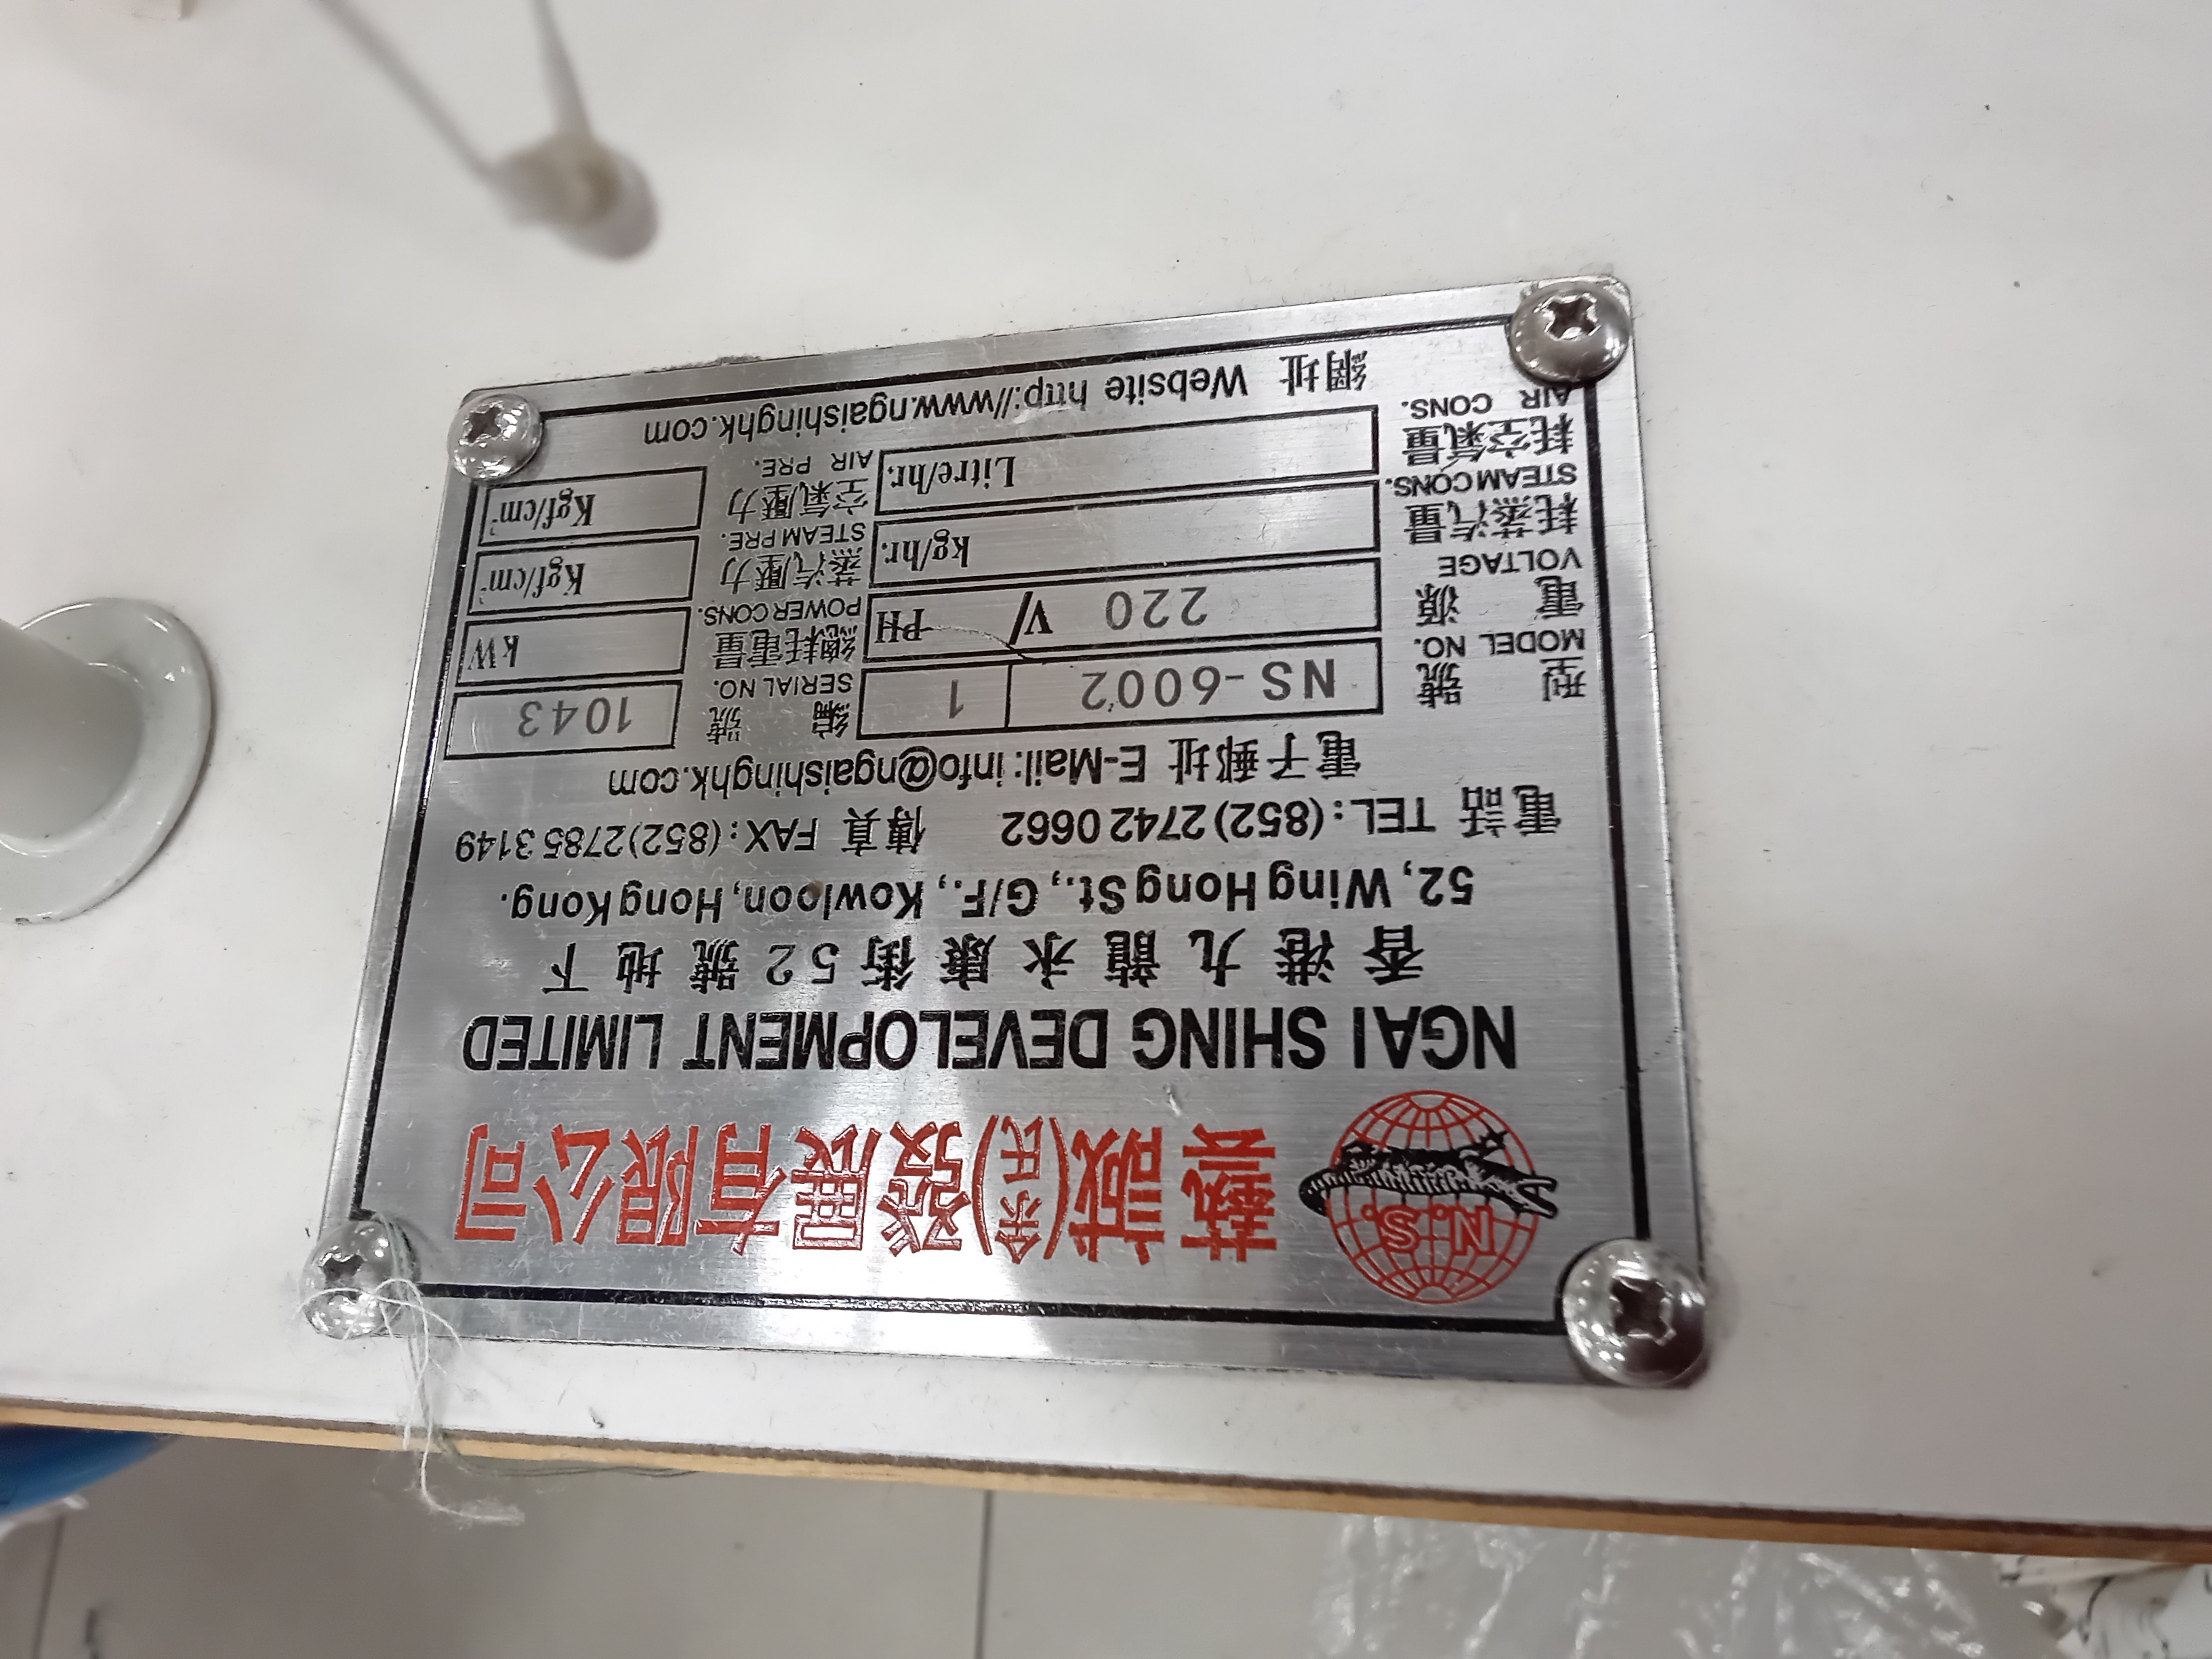 N.S.
藝誠(余氏)發展有限公司
NGAI SHING DEVELOPMENT LIMITED
香港九龍永康街52號地下
52, Wing Hong St., G/F., Kowloon, Hong Kong.
電話 TEL: (852) 2742 0662 傳真 FAX: (852) 2785 3149
電子郵址 E-Mail: info@ngaishinghk.com
型號 MODEL NO. NS-6002 1 編號 SERIAL NO. 1043
電源 VOLTAGE 220 V/ PH 總耗電量 POWER CONS. kW
耗蒸汽量 STEAM CONS. kg/hr. 蒸汽壓力 STEAM PRE. Kgf/cm²
耗空氣量 AIR CONS. Litre/hr. 空氣壓力 AIR PRE. Kgf/cm²
網址 Website http://www.ngaishinghk.com